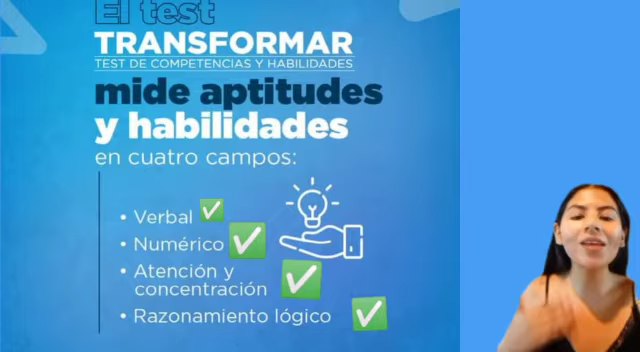 El test
TRANSFORMAR
TEST DE COMPETENCIAS Y HABILIDADES
mide aptitudes
y habilidades
en cuatro campos:
• Verbal
• Numérico
• Atención y
concentración
• Razonamiento lógico